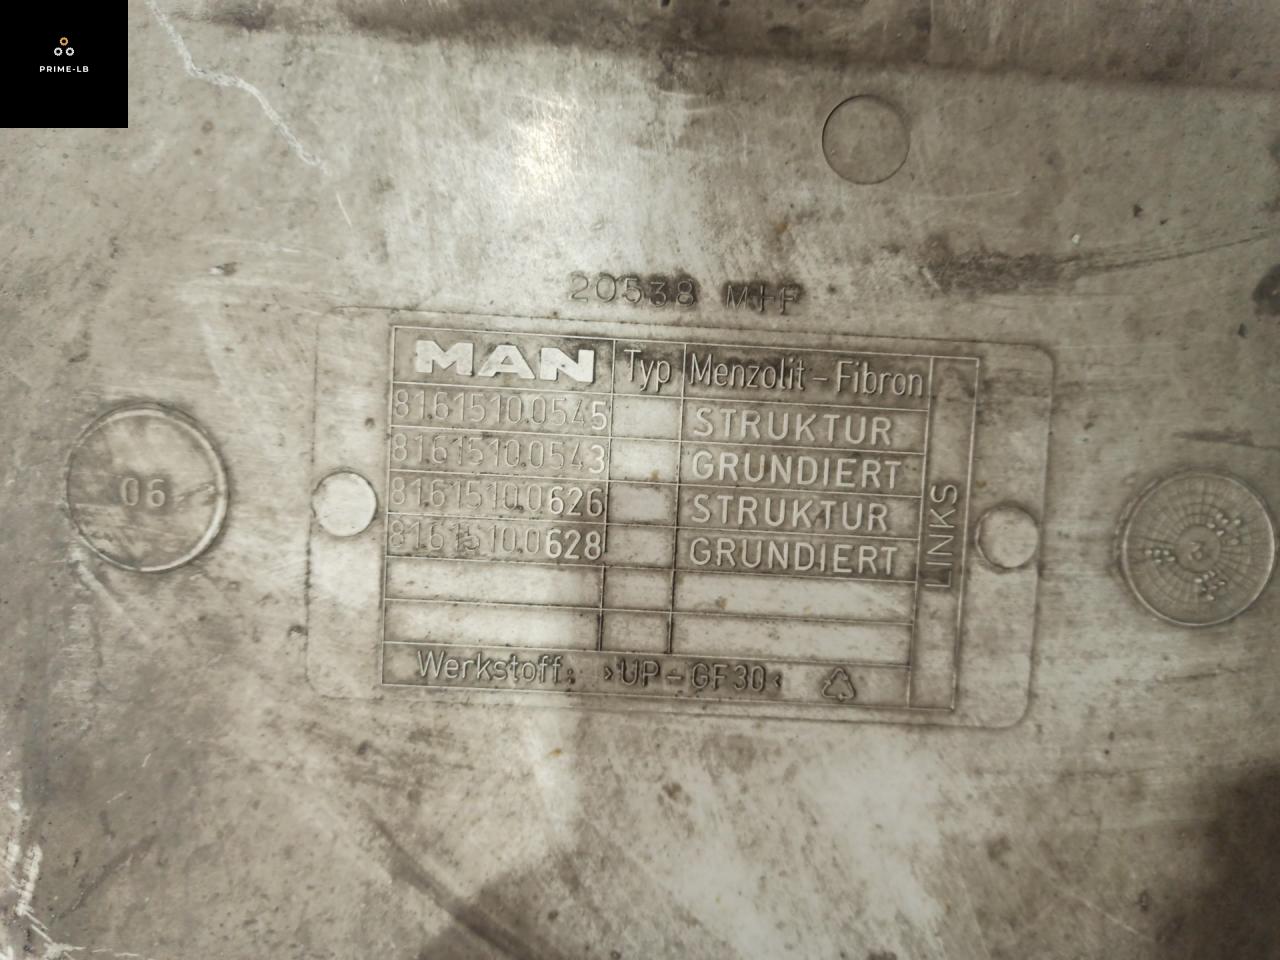 PRIME-LB
20538 MHF
MAN Typ Menzolit-Fibron
81.61510.0545 STRUKTUR
81.61510.0543 GRUNDIERT
81.61510.0626 STRUKTUR
81.61510.0628 GRUNDIERT
LINKS
Werkstoff: ›UP-GF30‹
06